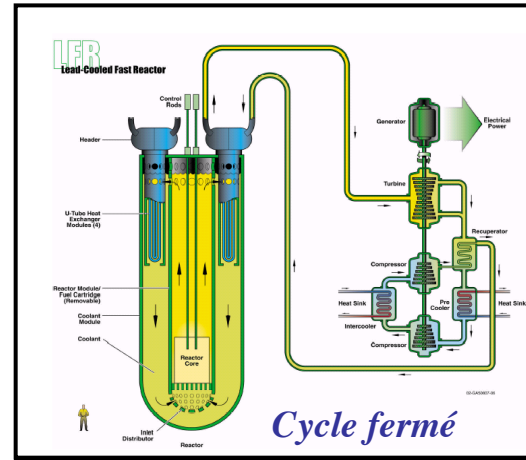 LFR
Lead-Cooled Fast Reactor
Control
Rods
Header
U-Tube Heat
Exchanger
Modules (4)
Reactor Module/
Fuel Cartridge
(Removable)
Coolant
Module
Coolant
Reactor
Core
Inlet
Distributor
Reactor
Generator
Electrical
Power
Turbine
Recuperator
Compressor
Heat Sink
Intercooler
Pre
Cooler
Heat Sink
Compressor
Cycle fermé